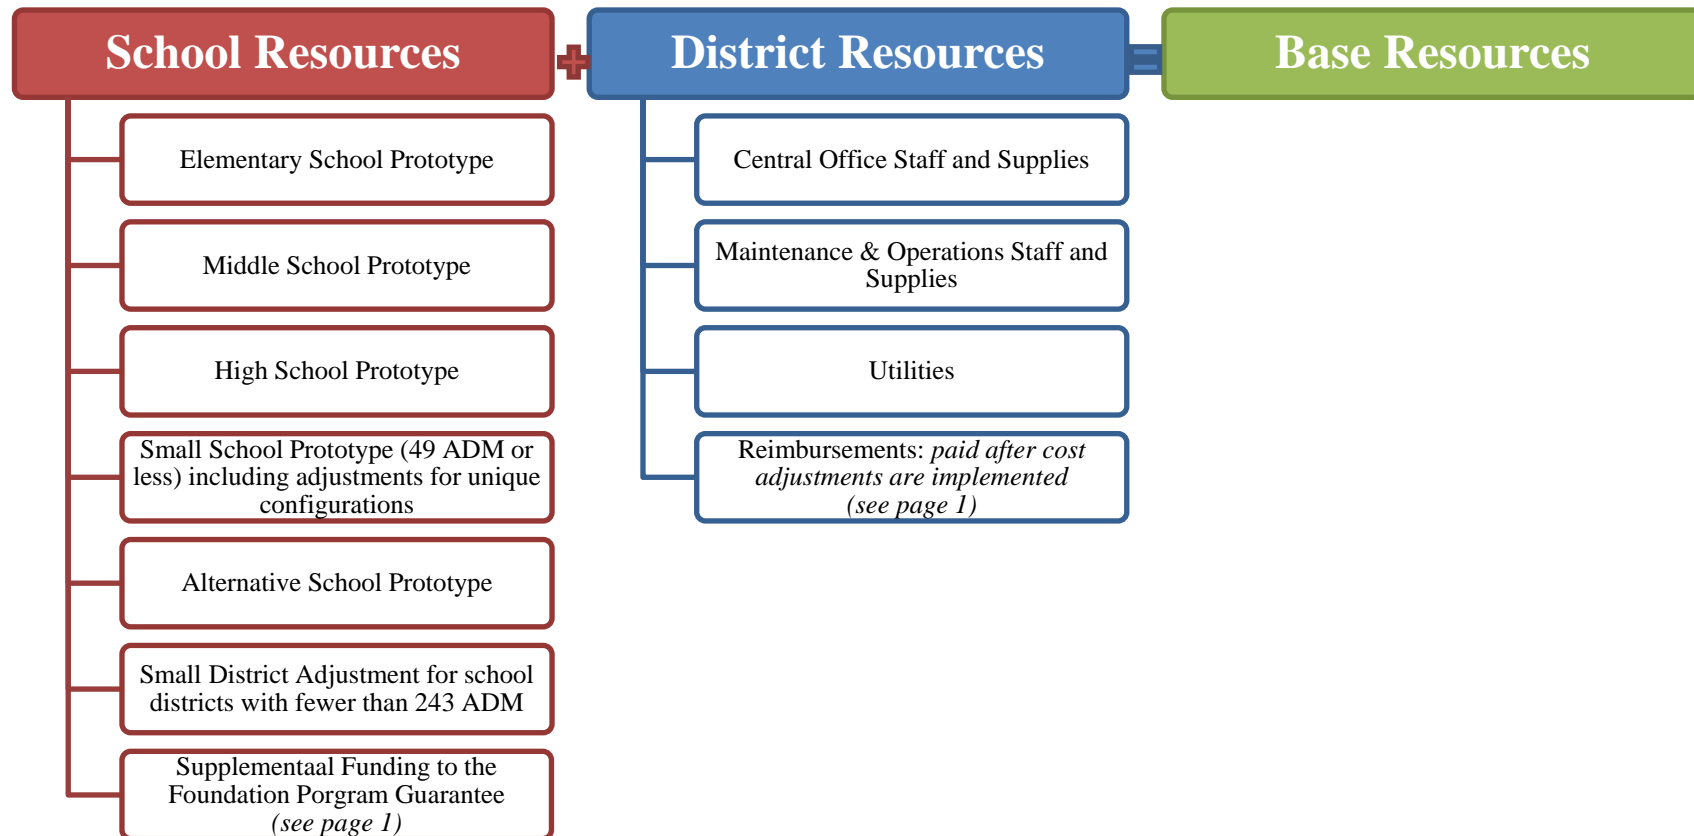 School Resources
+
District Resources
=
Base Resources
Elementary School Prototype
Middle School Prototype
High School Prototype
Small School Prototype (49 ADM or
less) including adjustments for unique
configurations
Alternative School Prototype
Small District Adjustment for school
districts with fewer than 243 ADM
Supplementaal Funding to the
Foundation Porgram Guarantee
(see page 1)
Central Office Staff and Supplies
Maintenance & Operations Staff and
Supplies
Utilities
Reimbursements: paid after cost
adjustments are implemented
(see page 1)